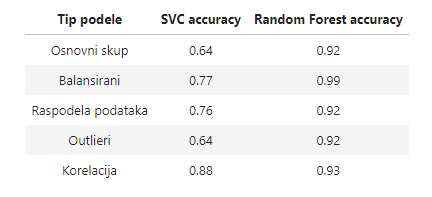 Tip podele SVC accuracy Random Forest accuracy
Osnovni skup 0.64 0.92
Balansirani 0.77 0.99
Raspodela podataka 0.76 0.92
Outlieri 0.64 0.92
Korelacija 0.88 0.93